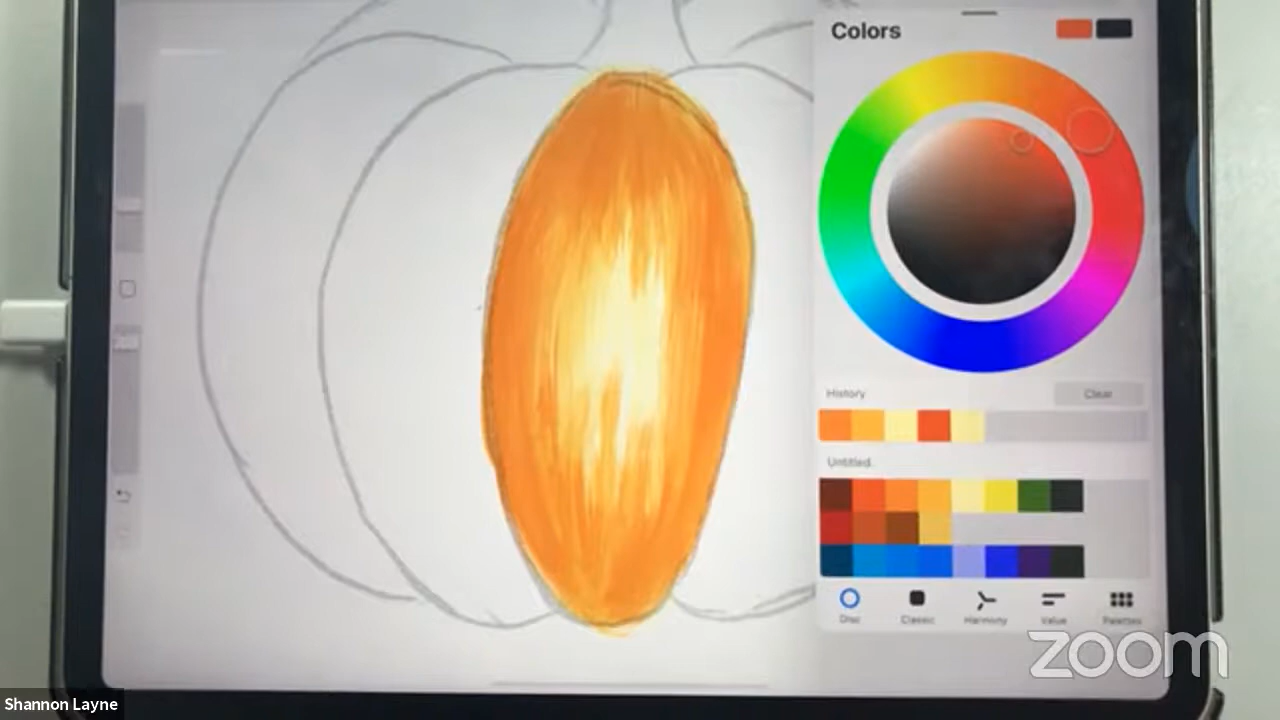 Colors
History
Clear
Untitled
Disc
Classic
Harmony
Value
Palettes
zoom
Shannon Layne